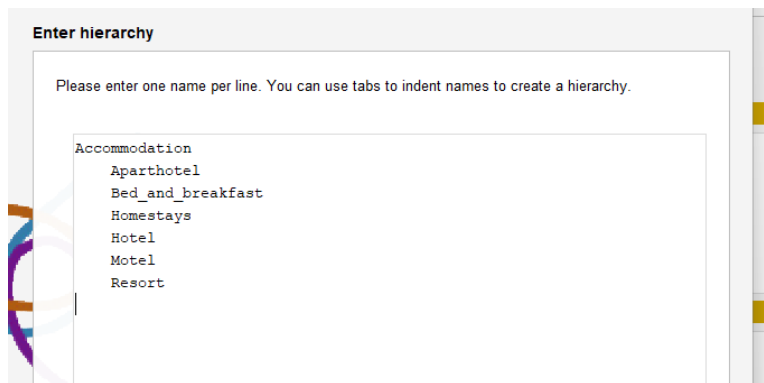 Enter hierarchy
Please enter one name per line. You can use tabs to indent names to create a hierarchy.
Accommodation
    Aparthotel
    Bed_and_breakfast
    Homestays
    Hotel
    Motel
    Resort